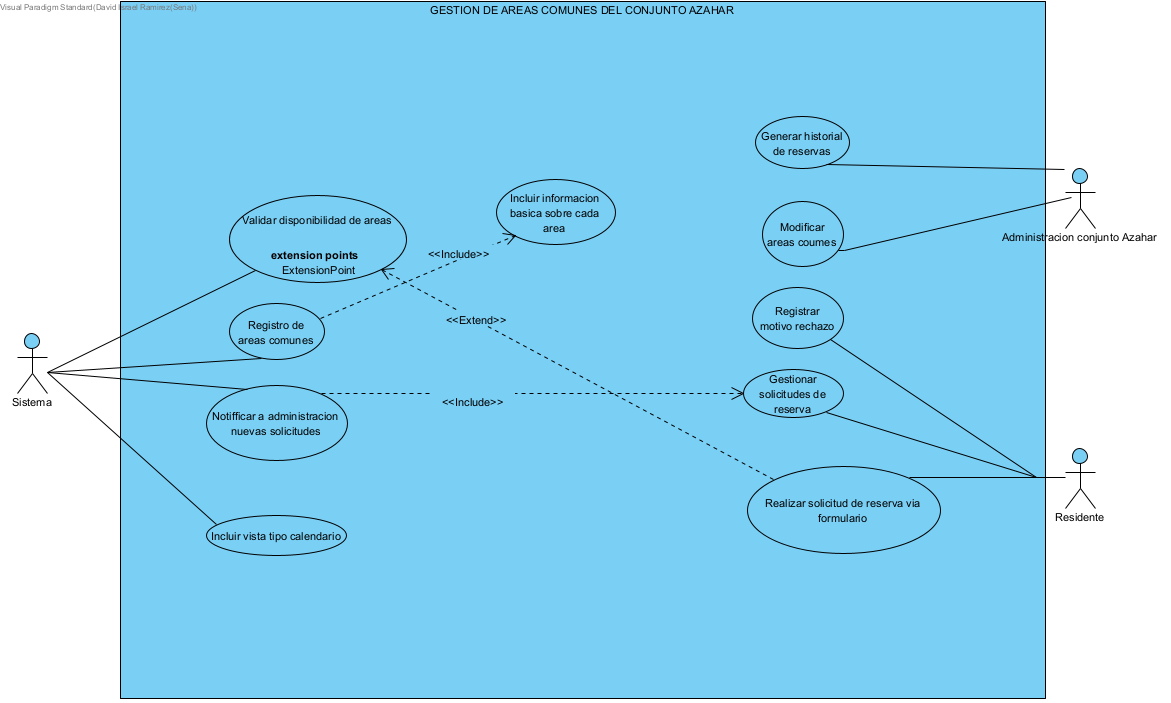 Visual Paradigm Standard(David Israel Ramirez(Sena))
GESTION DE AREAS COMUNES DEL CONJUNTO AZAHAR
Generar historial
de reservas
Incluir informacion
basica sobre cada
area
Validar disponibilidad de areas
extension points
ExtensionPoint
Modificar
areas coumes
Administracion conjunto Azahar
<<Include>>
<<Extend>>
Registro de
areas comunes
Registrar
motivo rechazo
Sistema
Gestionar
solicitudes de
reserva
<<Include>>
Notifficar a administracion
nuevas solicitudes
Realizar solicitud de reserva via
formulario
Residente
Incluir vista tipo calendario